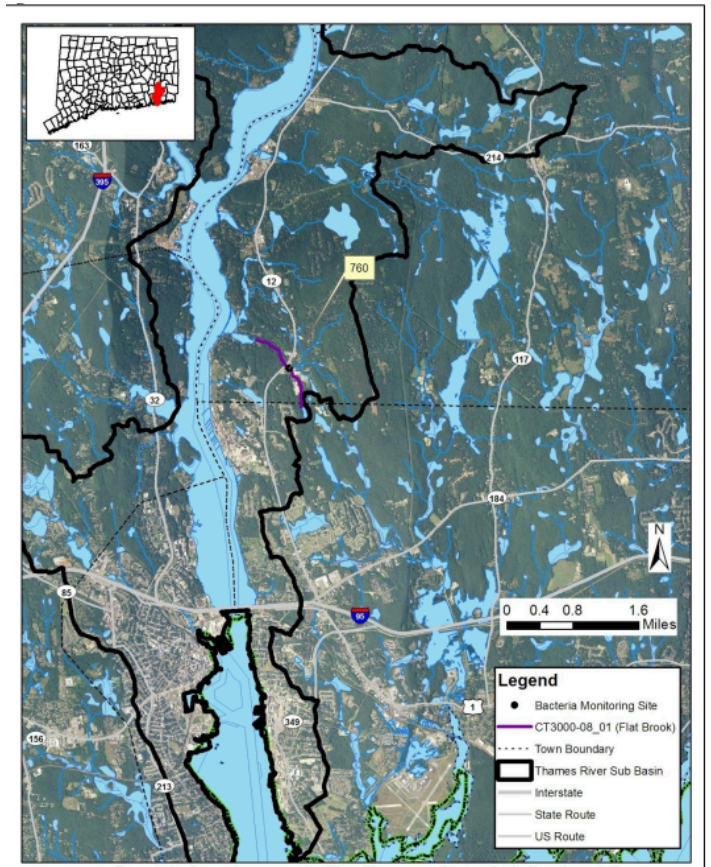 163
395
214
760
12
117
32
184
N
85
95
0 0.4 0.8 1.6
Miles
Legend
Bacteria Monitoring Site
CT3000-08_01 (Flat Brook)
Town Boundary
Thames River Sub Basin
Interstate
State Route
US Route
1
349
156
213